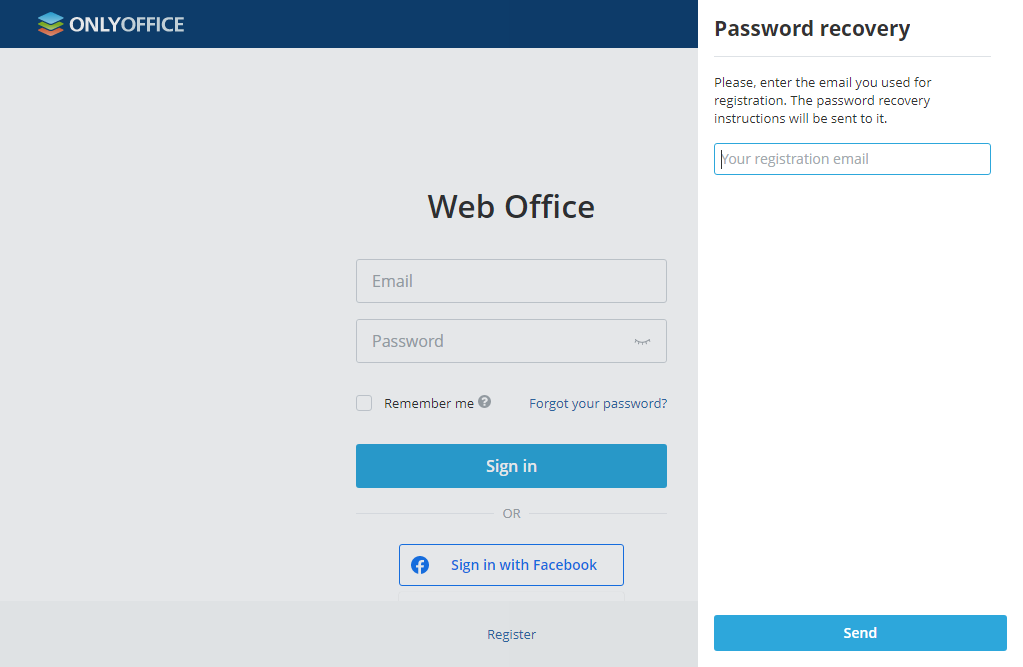 ONLYOFFICE
Web Office
Email
Password
Remember me ?
Forgot your password?
Sign in
OR
Sign in with Facebook
Register
Password recovery
Please, enter the email you used for
registration. The password recovery
instructions will be sent to it.
Your registration email
Send